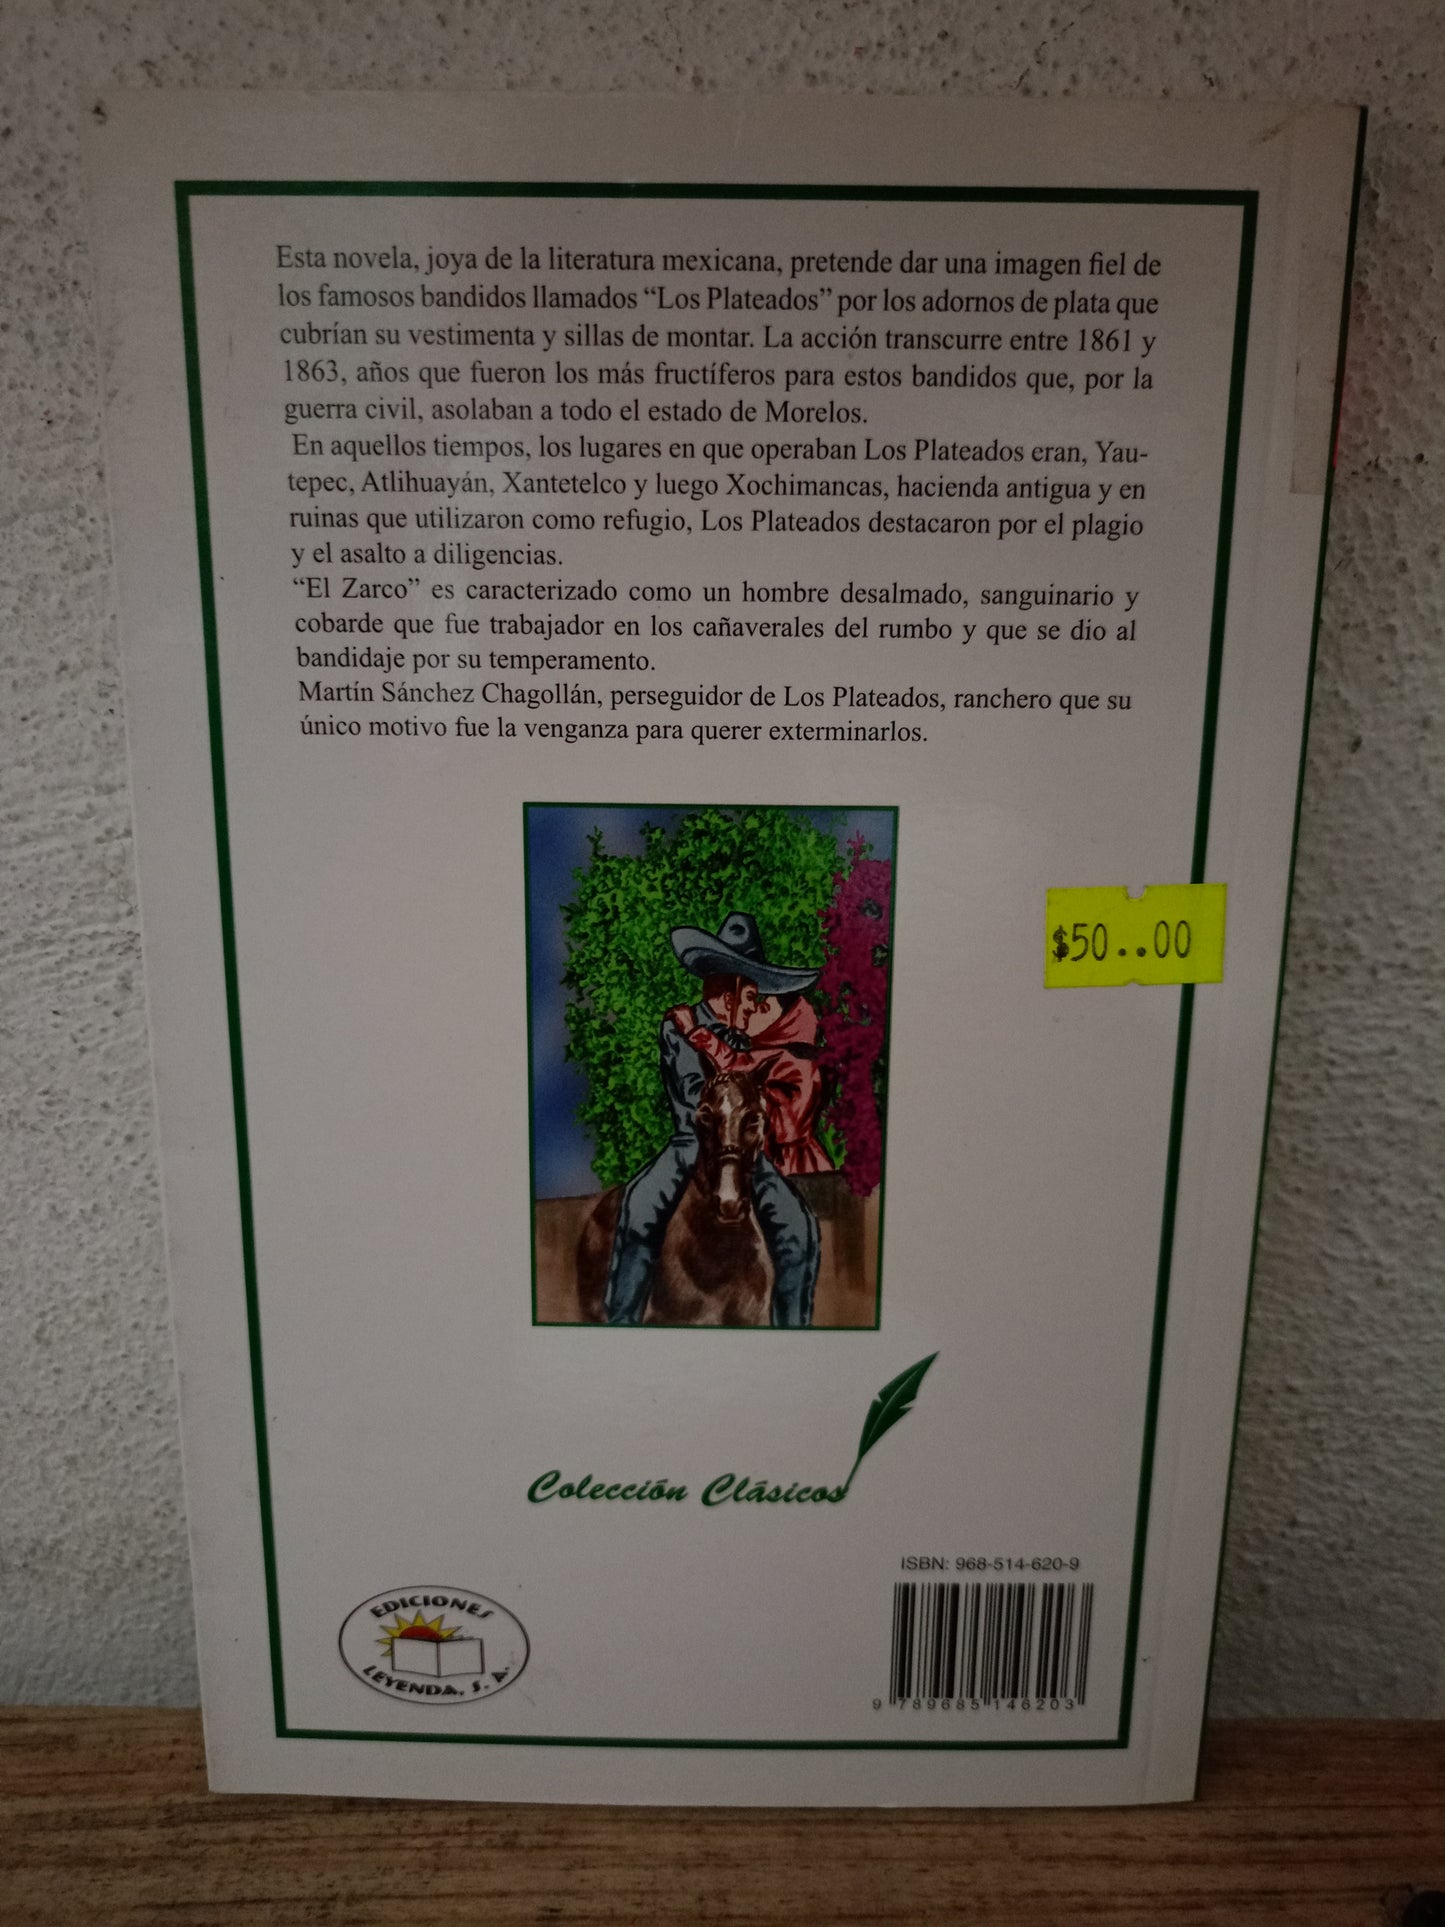 Esta novela, joya de la literatura mexicana, pretende dar una imagen fiel de
los famosos bandidos llamados “Los Plateados” por los adornos de plata que
cubrían su vestimenta y sillas de montar. La acción transcurre entre 1861 y
1863, años que fueron los más fructíferos para estos bandidos que, por la
guerra civil, asolaban a todo el estado de Morelos.
En aquellos tiempos, los lugares en que operaban Los Plateados eran, Yau-
tepec, Atlihuayán, Xantetelco y luego Xochimancas, hacienda antigua y en
ruinas que utilizaron como refugio, Los Plateados destacaron por el plagio
y el asalto a diligencias.
“El Zarco” es caracterizado como un hombre desalmado, sanguinario y
cobarde que fue trabajador en los cañaverales del rumbo y que se dio al
bandidaje por su temperamento.
Martín Sánchez Chagollán, perseguidor de Los Plateados, ranchero que su
único motivo fue la venganza para querer exterminarlos.
$50..00
Colección Clásicos
EDICIONES
LEYENDA, S. A.
ISBN: 968-514-620-9
9 789685 146203